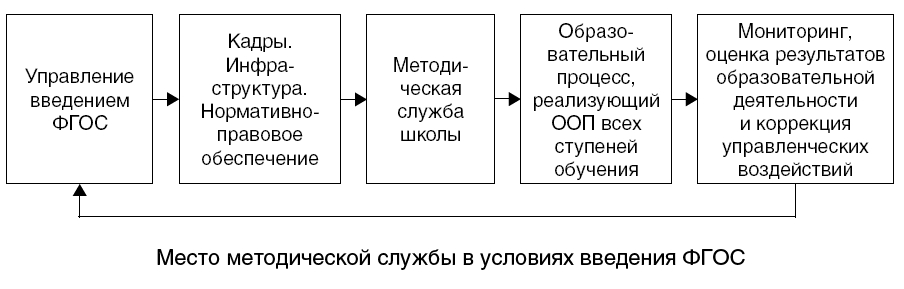 Управление
введением
ФГОС
Кадры.
Инфра-
структура.
Нормативно-
правовое
обеспечение
Методи-
ческая
служба
школы
Образо-
вательный
процесс,
реализующий
ООП всех
ступеней
обучения
Мониторинг,
оценка результатов
образовательной
деятельности
и коррекция
управленческих
воздействий
Место методической службы в условиях введения ФГОС